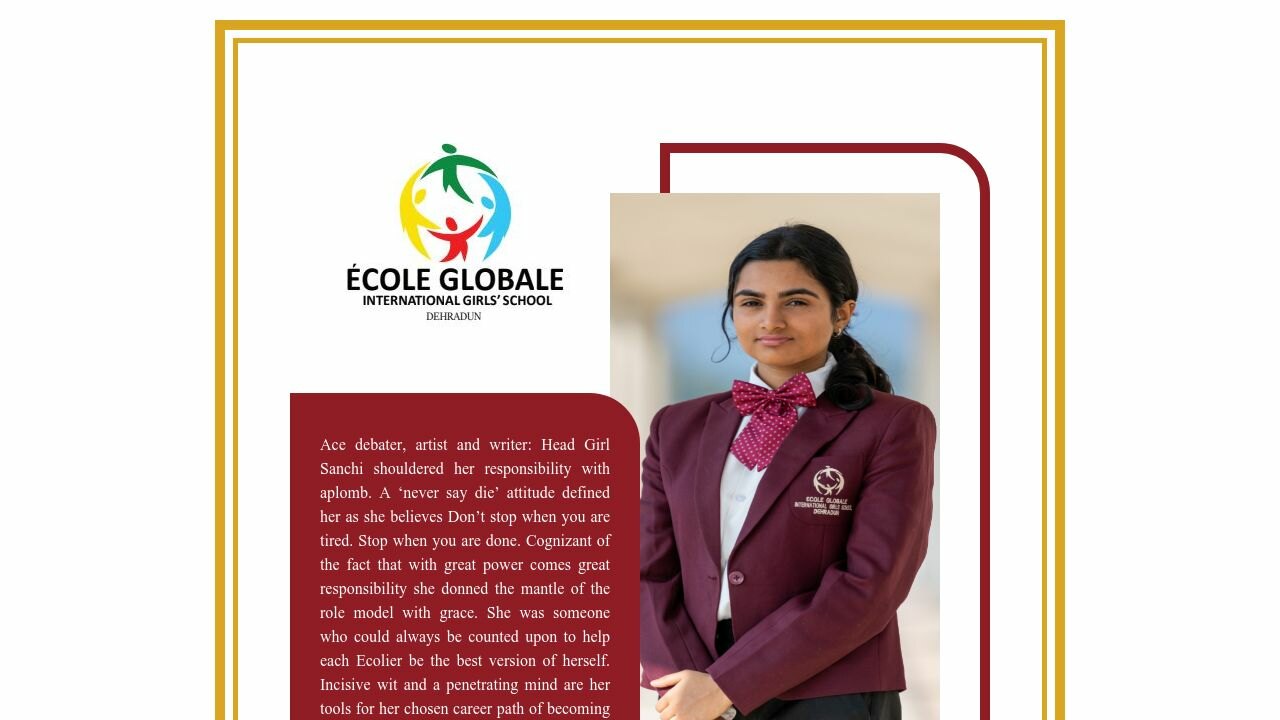 ÉCOLE GLOBALE
INTERNATIONAL GIRLS' SCHOOL
DEHRADUN
Ace debater, artist and writer: Head Girl
Sanchi shouldered her responsibility with
aplomb. A ‘never say die’ attitude defined
her as she believes Don’t stop when you are
tired. Stop when you are done. Cognizant of
the fact that with great power comes great
responsibility she donned the mantle of the
role model with grace. She was someone
who could always be counted upon to help
each Ecolier be the best version of herself.
Incisive wit and a penetrating mind are her
tools for her chosen career path of becoming
ECOLE GLOBALE
INTERNATIONAL GIRLS SCHOOL
DEHRADUN